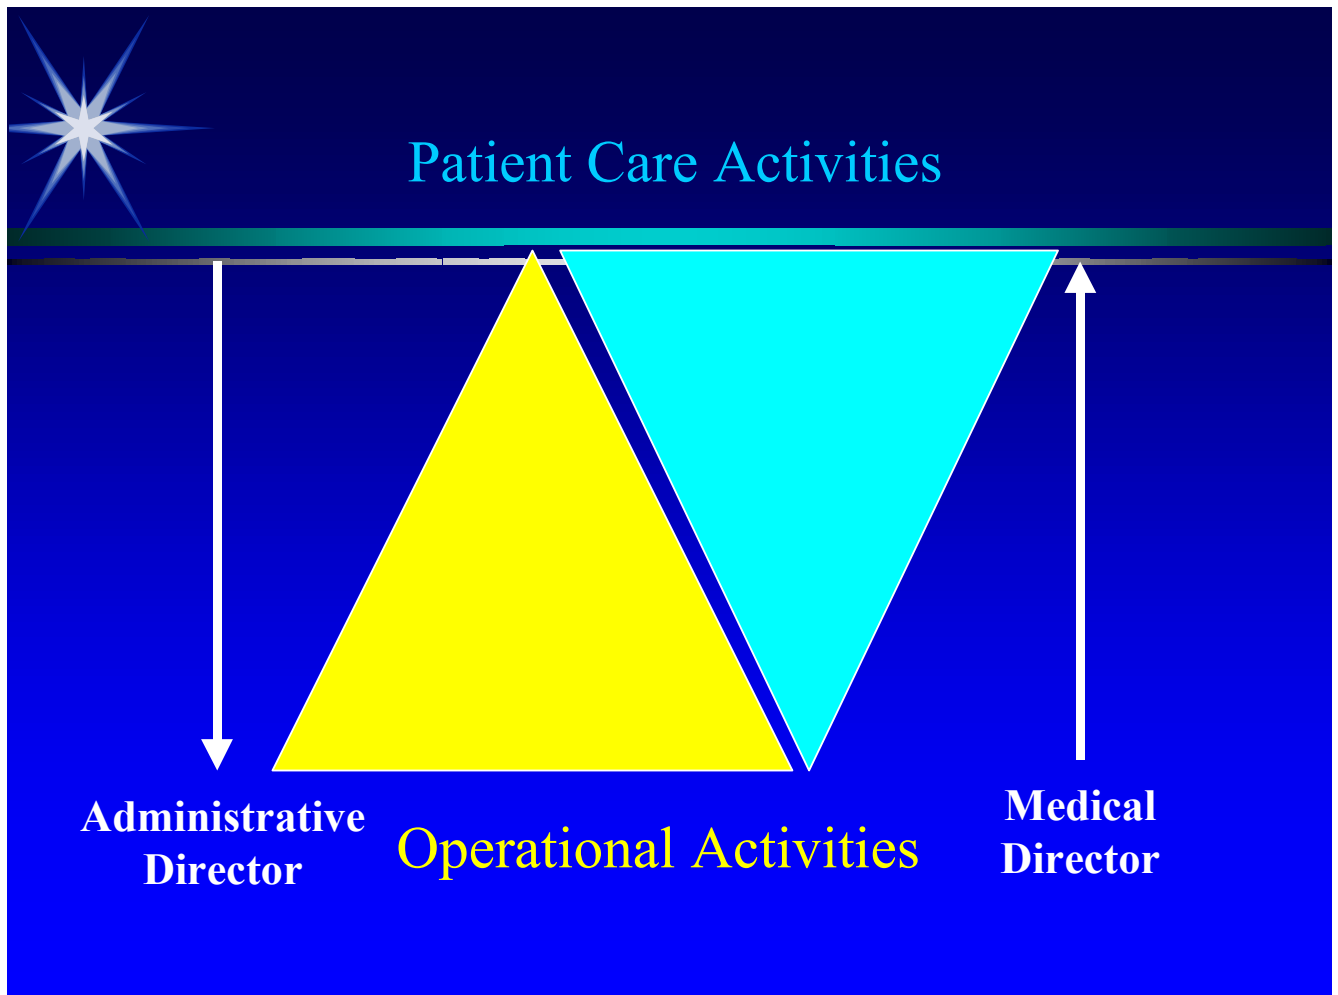 Patient Care Activities
Administrative
Director
Operational Activities
Medical
Director